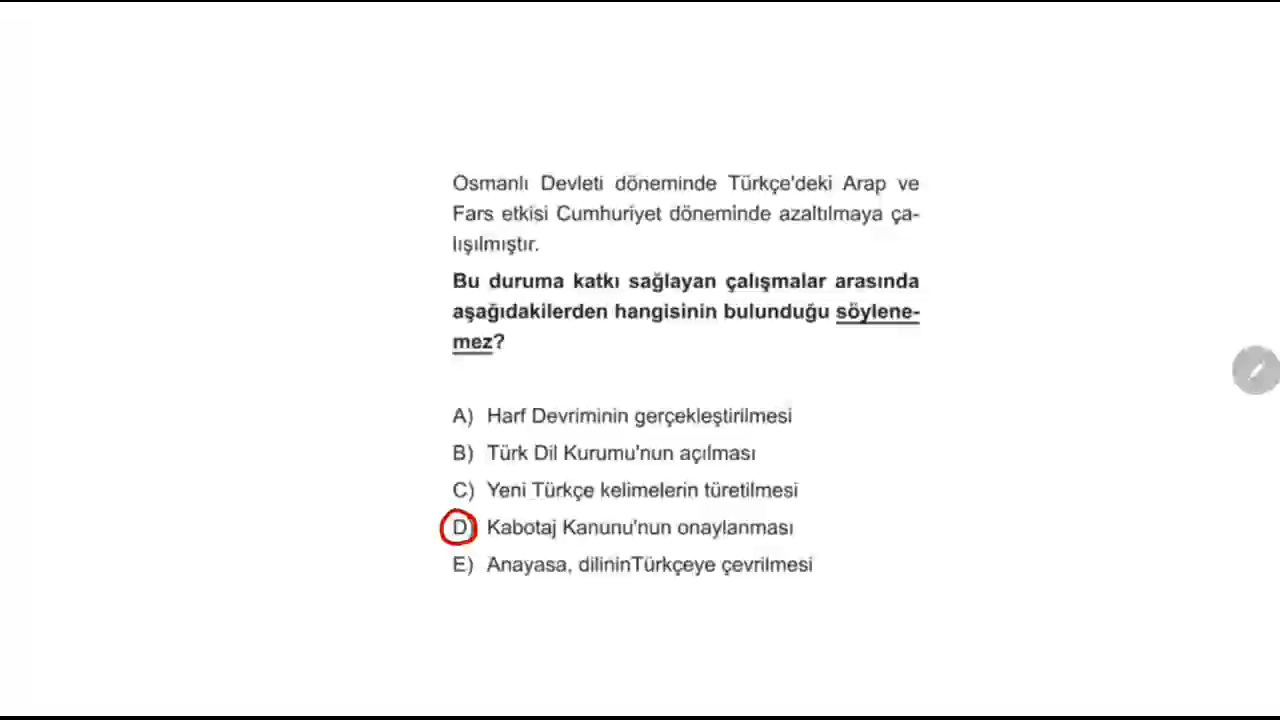 Osmanlı Devleti döneminde Türkçe'deki Arap ve
Fars etkisi Cumhuriyet döneminde azaltılmaya ça-
lışılmıştır.
Bu duruma katkı sağlayan çalışmalar arasında
aşağıdakilerden hangisinin bulunduğu söylene-
mez?
A) Harf Devriminin gerçekleştirilmesi
B) Türk Dil Kurumu'nun açılması
C) Yeni Türkçe kelimelerin türetilmesi
D) Kabotaj Kanunu'nun onaylanması
E) Anayasa, dilininTürkçeye çevrilmesi